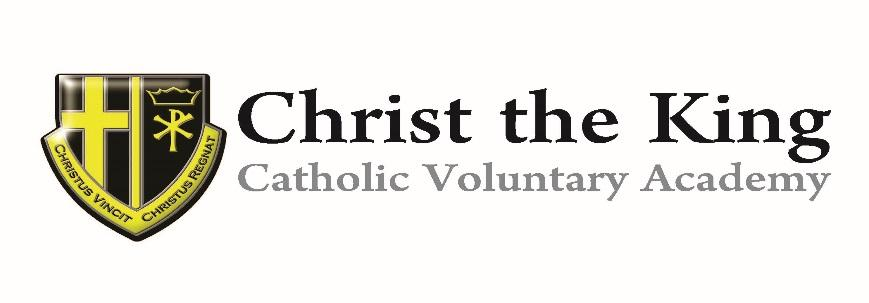 Christ the King
Catholic Voluntary Academy
CHRISTUS VINCIT CHRISTUS REGNAT